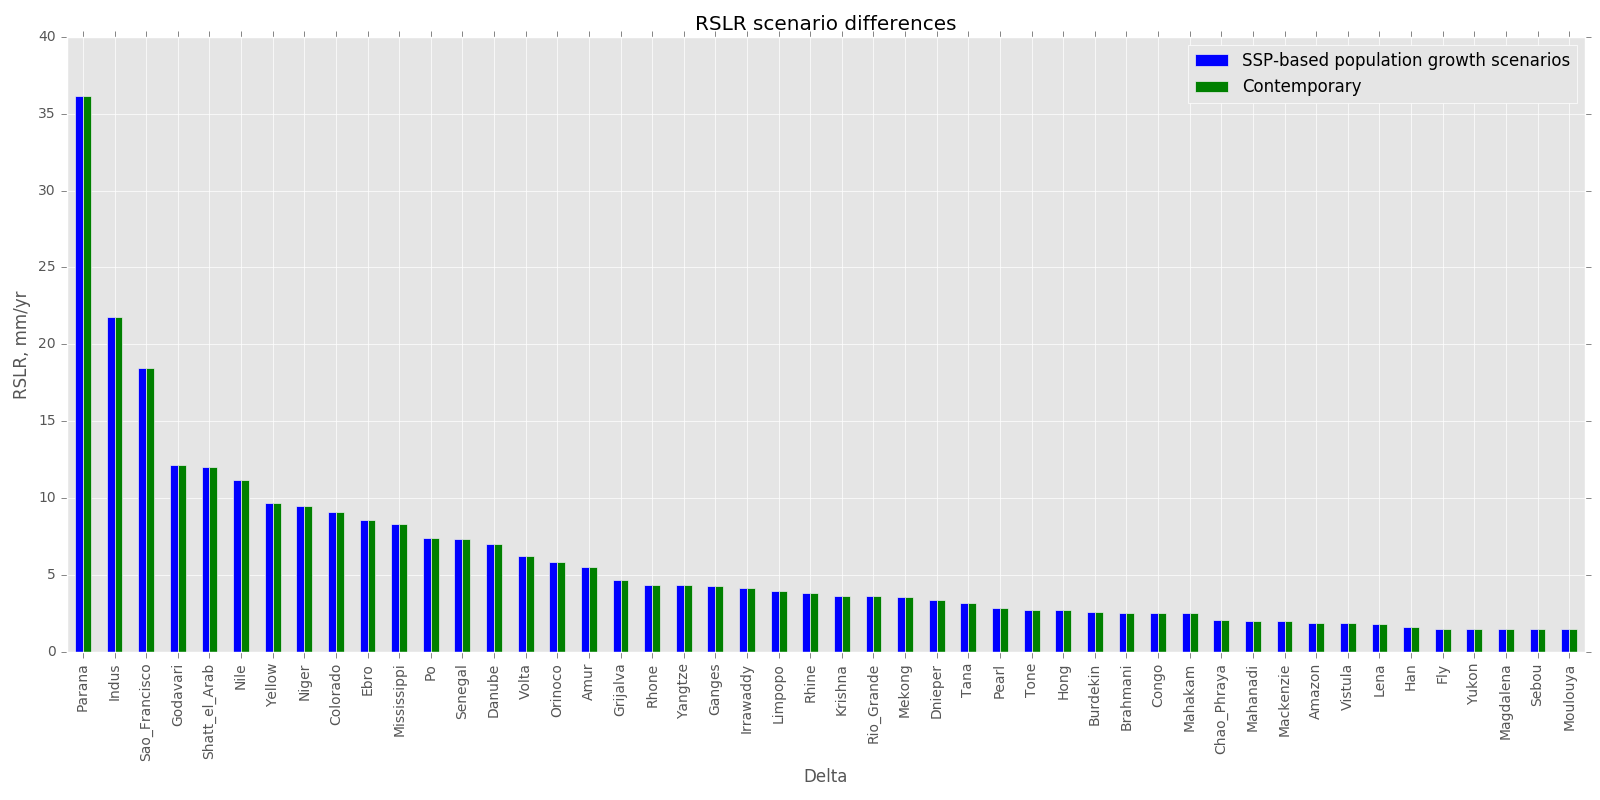 RSLR scenario differences
SSP-based population growth scenarios
Contemporary
RSLR, mm/yr
40
35
30
25
20
15
10
5
0
Parana
Indus
Sao_Francisco
Godavari
Shatt_el_Arab
Nile
Yellow
Niger
Colorado
Ebro
Mississippi
Po
Senegal
Danube
Volta
Orinoco
Amur
Grijalva
Rhone
Yangtze
Ganges
Irrawaddy
Limpopo
Rhine
Krishna
Rio_Grande
Mekong
Dnieper
Tana
Pearl
Tone
Hong
Burdekin
Brahmani
Congo
Mahakam
Chao_Phraya
Mahanadi
Mackenzie
Amazon
Vistula
Lena
Han
Fly
Yukon
Magdalena
Sebou
Moulouya
Delta